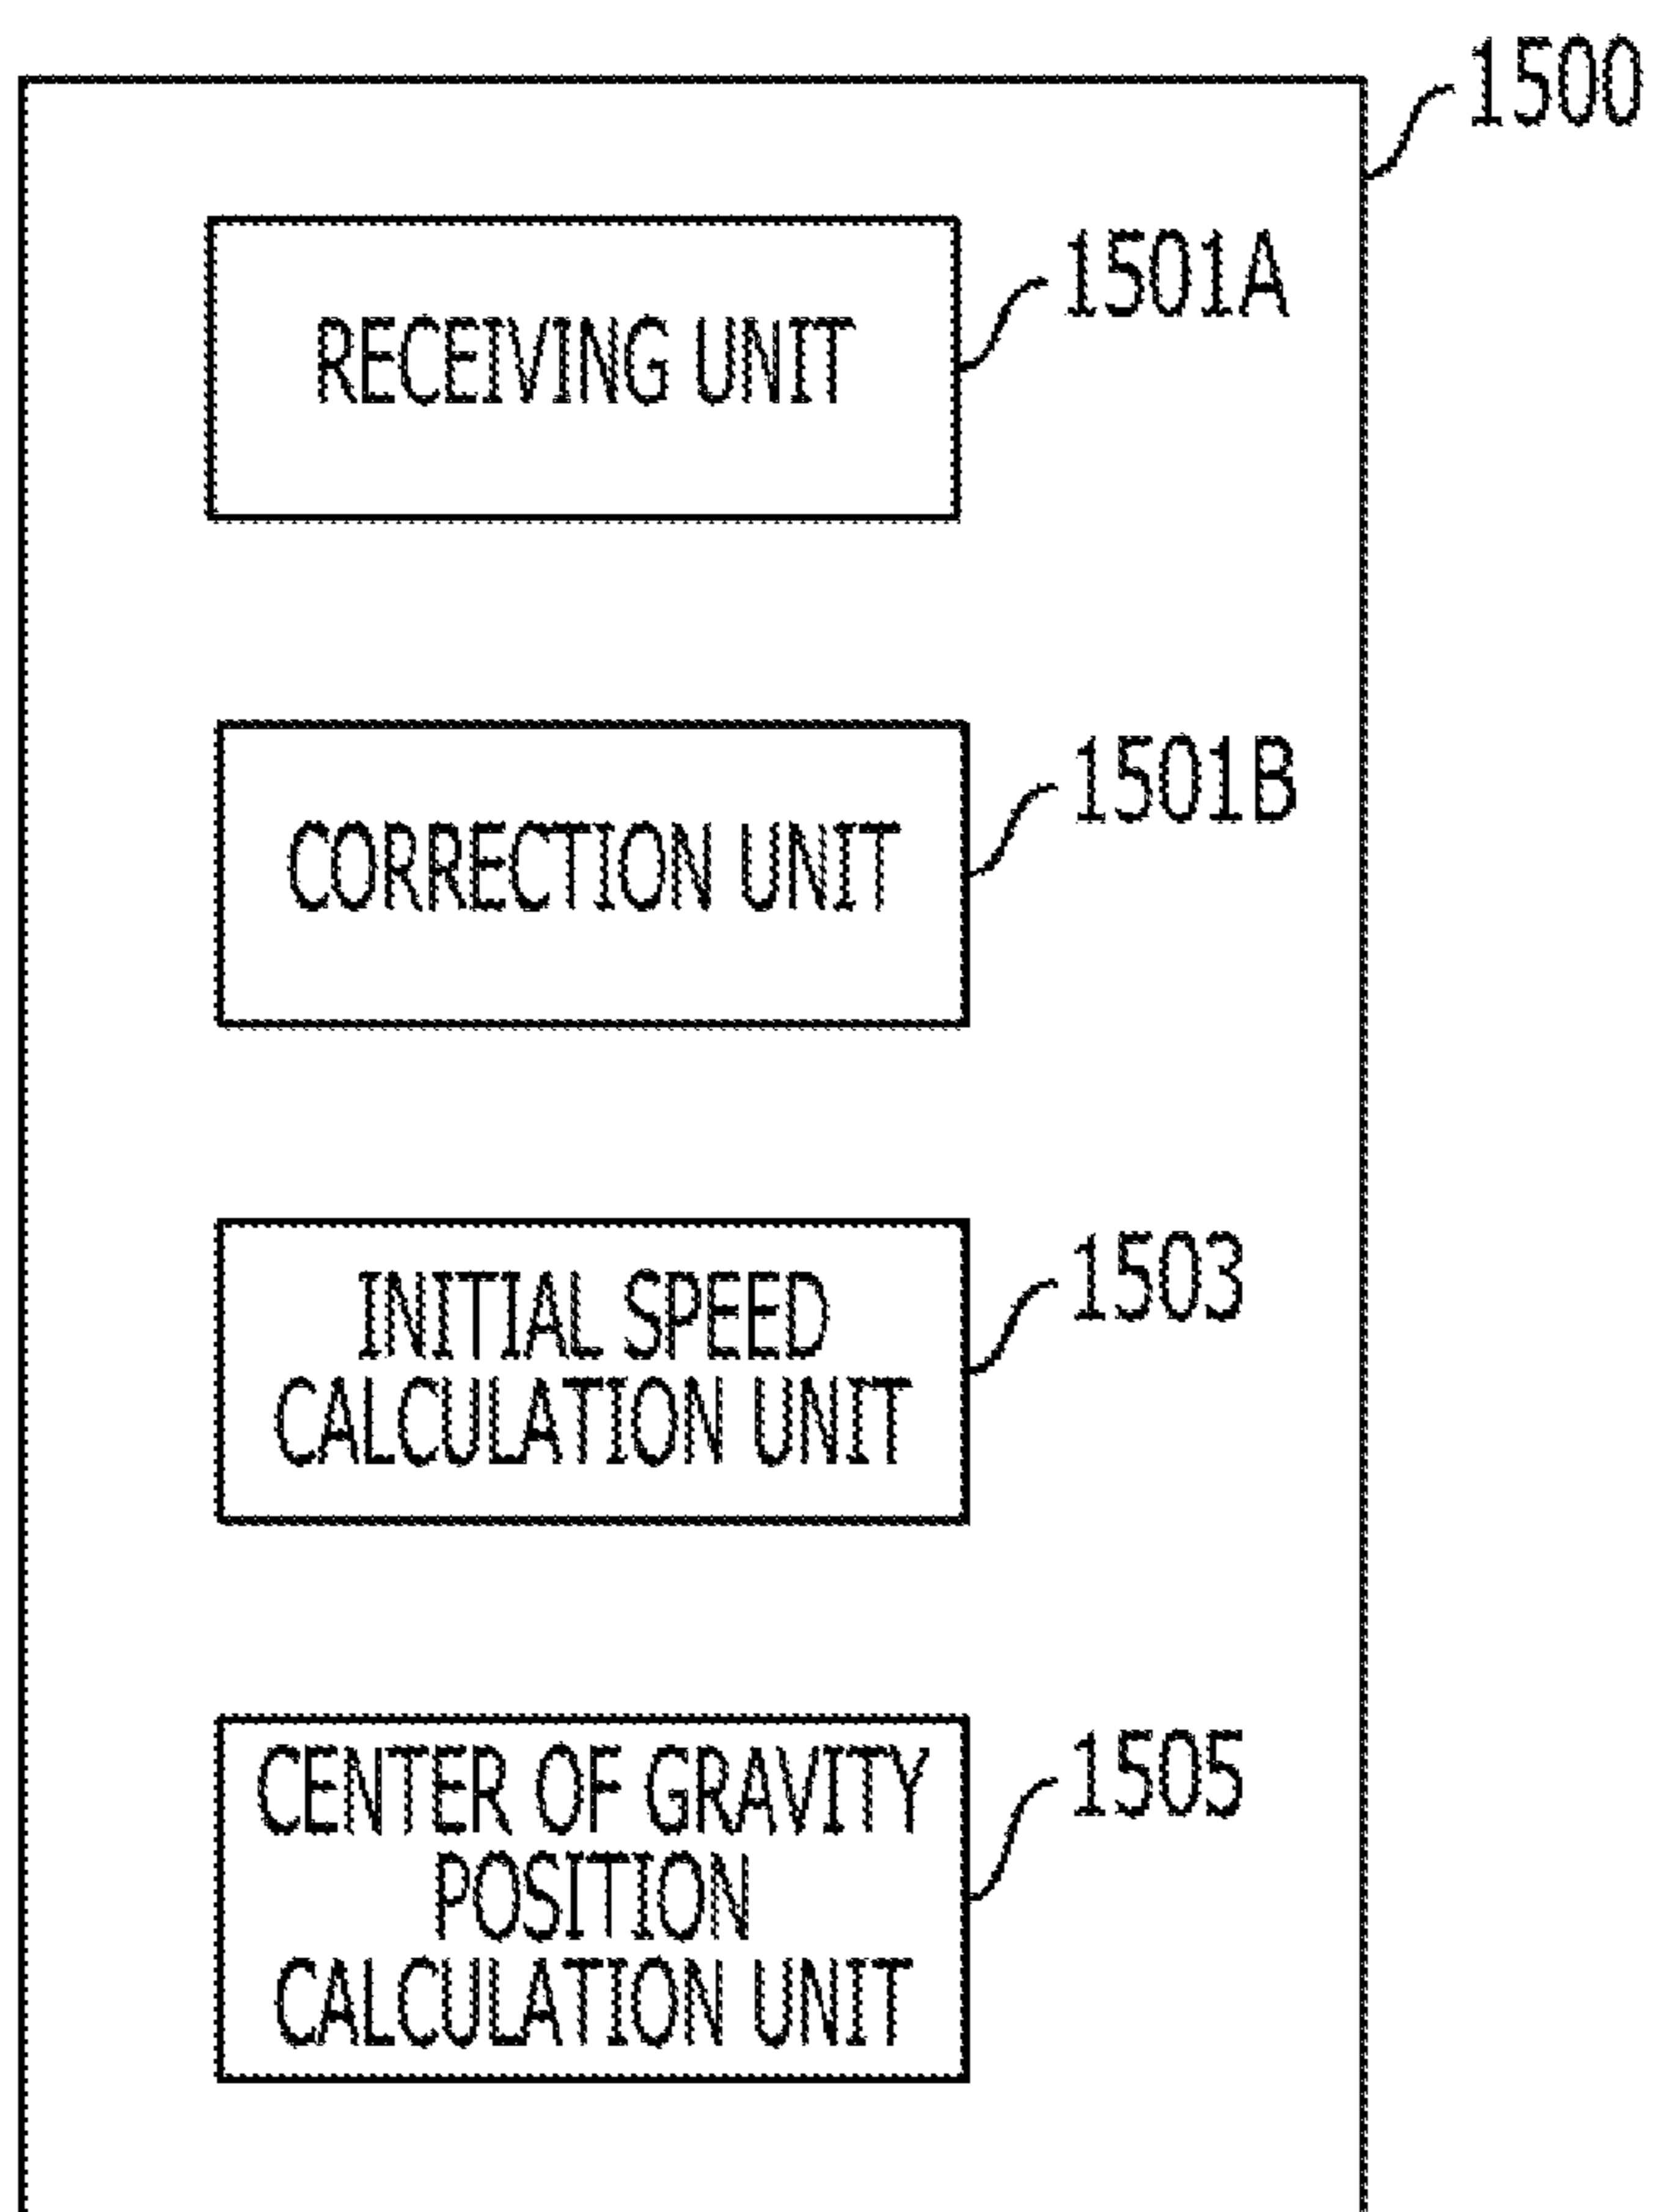 1500
1501A
RECEIVING UNIT
1501B
CORRECTION UNIT
1503
INITIAL SPEED
CALCULATION UNIT
1505
CENTER OF GRAVITY
POSITION
CALCULATION UNIT